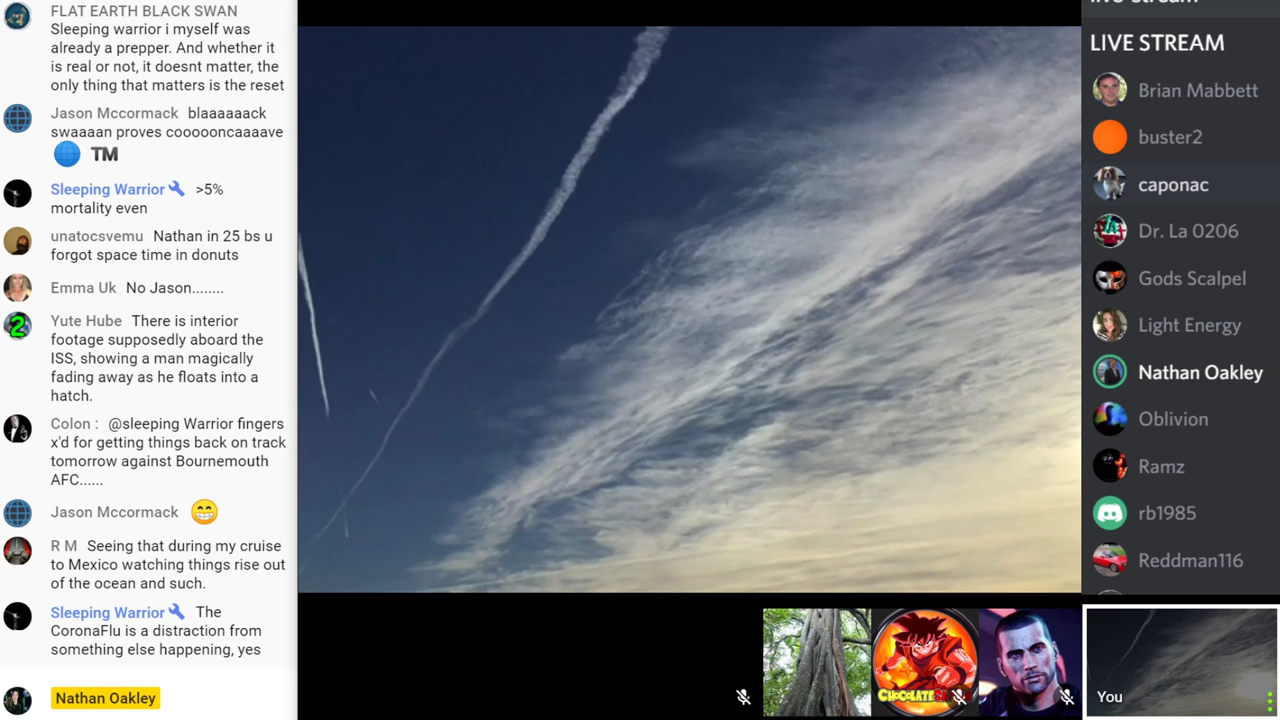 FLAT EARTH BLACK SWAN
Sleeping warrior i myself was
already a prepper. And whether it
is real or not, it doesnt matter, the
only thing that matters is the reset
Jason Mccormack blaaaaaack
swaaaan proves coooooncaaaave
🌐 TM
Sleeping Warrior >5%
mortality even
unatocsvemu Nathan in 25 bs u
forgot space time in donuts
Emma Uk No Jason........
Yute Hube There is interior
footage supposedly aboard the
ISS, showing a man magically
fading away as he floats into a
hatch.
Colon : @sleeping Warrior fingers
x'd for getting things back on track
tomorrow against Bournemouth
AFC......
Jason Mccormack 😁
R M Seeing that during my cruise
to Mexico watching things rise out
of the ocean and such.
Sleeping Warrior The
CoronaFlu is a distraction from
something else happening, yes
Nathan Oakley
You
live stream
LIVE STREAM
Brian Mabbett
buster2
caponac
Dr. La 0206
Gods Scalpel
Light Energy
Nathan Oakley
Oblivion
Ramz
rb1985
Reddman116